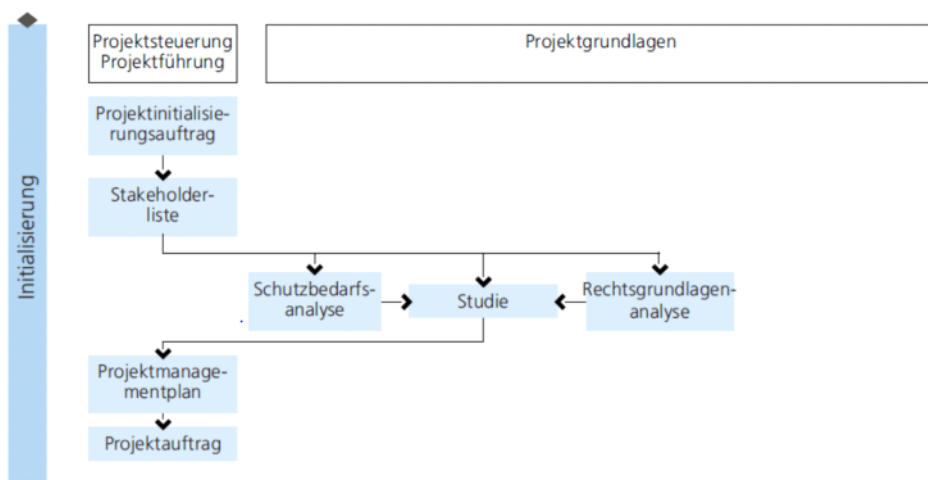 Initialisierung
Projektsteuerung
Projektführung
Projektgrundlagen
Projektinitialisie-
rungsauftrag
Stakeholder-
liste
Schutzbedarfs-
analyse
Studie
Rechtsgrundlagen-
analyse
Projektmanage-
mentplan
Projektauftrag